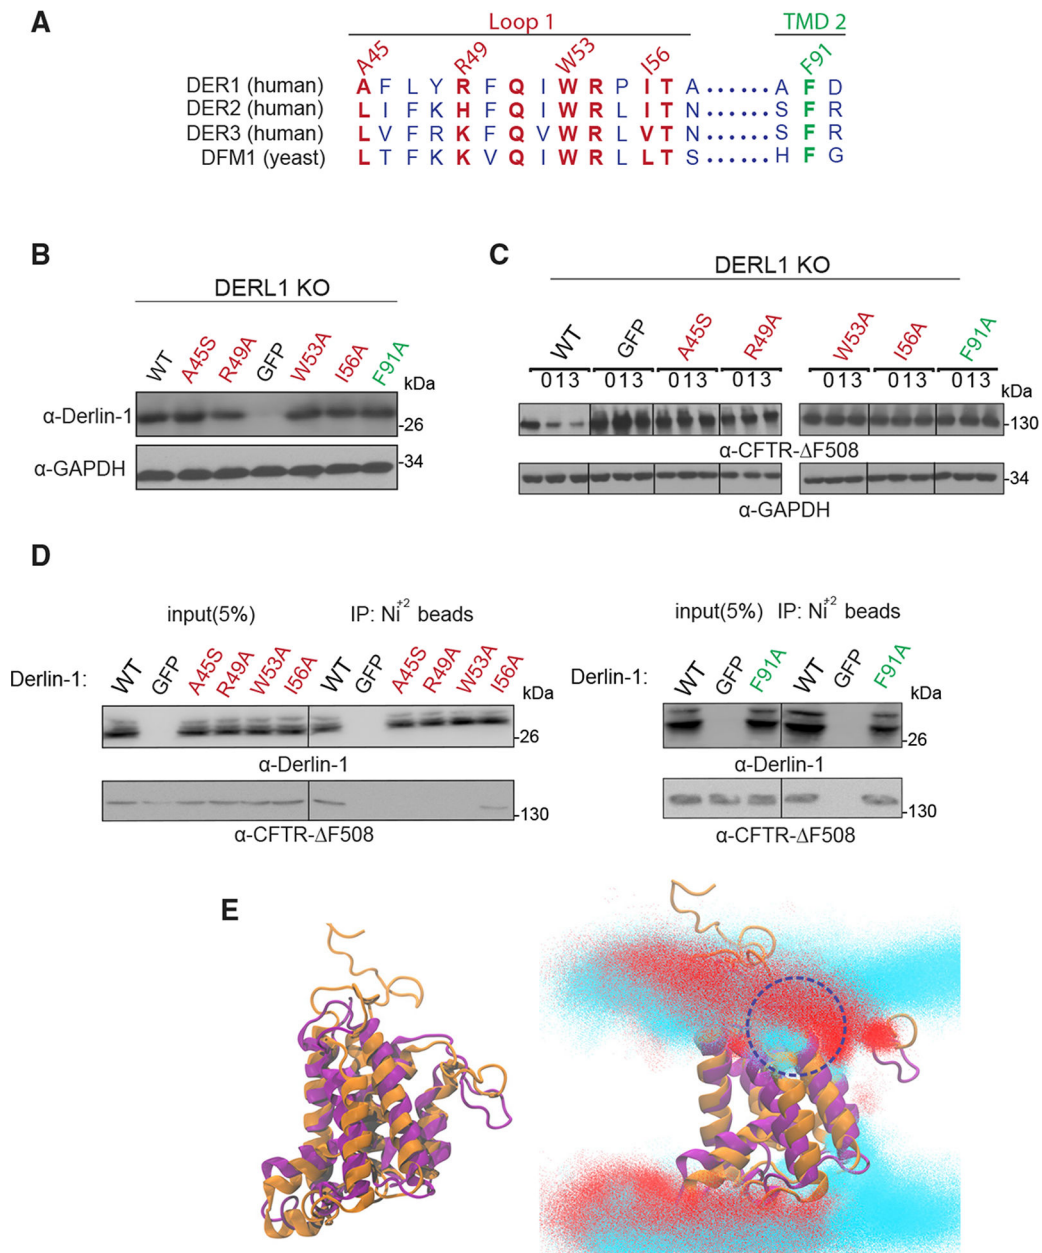 A
Loop 1
TMD 2
A45 R49 W53 I56 F91
DER1 (human) A F L Y R F Q I W R P I T A ...... A F D
DER2 (human) L I F K H F Q I W R L I T N ...... S F R
DER3 (human) L V F R K F Q V W R L V T N ...... S F R
DFM1 (yeast) L T F K K V Q I W R L L T S ...... H F G
B
DERL1 KO
WT A45S R49A GFP W53A I56A F91A
kDa
α-Derlin-1
-26
α-GAPDH
-34
C
DERL1 KO
WT GFP A45S R49A W53A I56A F91A
0 1 3 0 1 3 0 1 3 0 1 3 0 1 3 0 1 3 0 1 3
kDa
-130
α-CFTR-ΔF508
-34
α-GAPDH
D
input(5%) IP: Ni+2 beads
Derlin-1: WT GFP A45S R49A W53A I56A WT GFP A45S R49A W53A I56A
kDa
-26
α-Derlin-1
-130
α-CFTR-ΔF508
input(5%) IP: Ni+2 beads
Derlin-1: WT GFP F91A WT GFP F91A
kDa
-26
α-Derlin-1
-130
α-CFTR-ΔF508
E